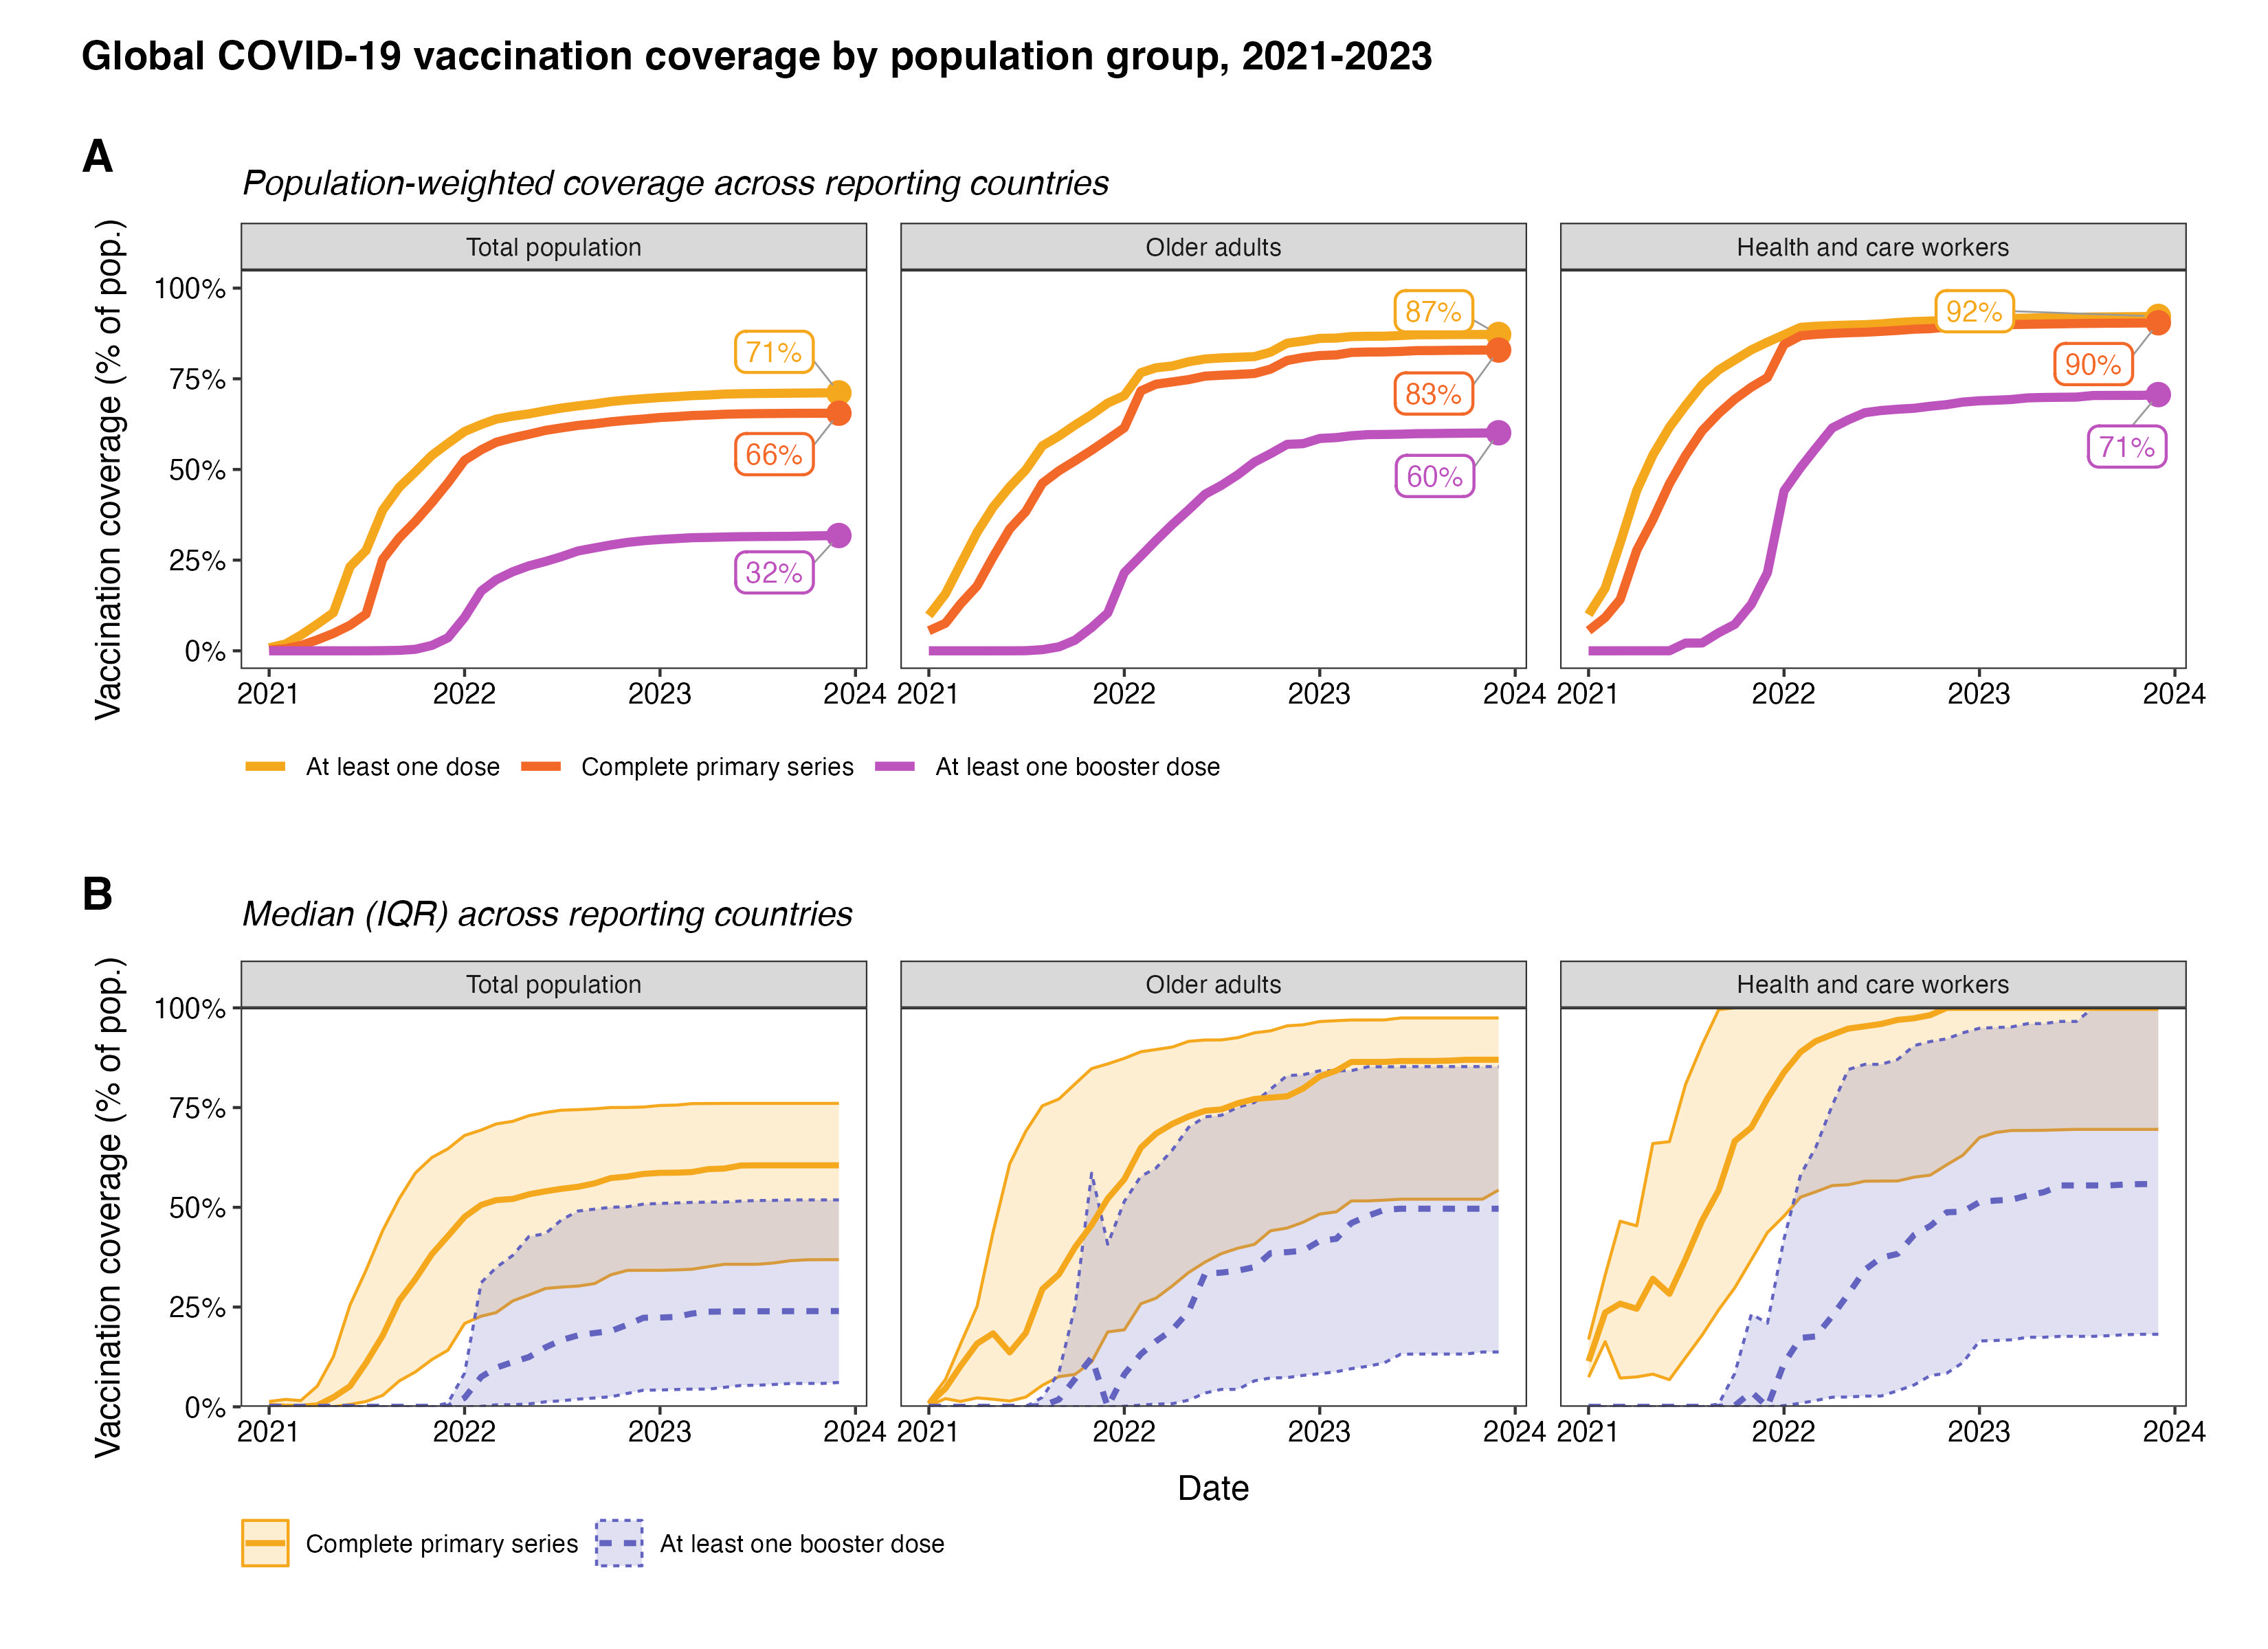 Global COVID-19 vaccination coverage by population group, 2021-2023
A
Population-weighted coverage across reporting countries
Vaccination coverage (% of pop.)
Total population
Older adults
Health and care workers
100%
75%
50%
25%
0%
71%
66%
32%
87%
83%
60%
92%
90%
71%
2021 2022 2023 2024
2021 2022 2023 2024
2021 2022 2023 2024
At least one dose
Complete primary series
At least one booster dose
B
Median (IQR) across reporting countries
Vaccination coverage (% of pop.)
Total population
Older adults
Health and care workers
100%
75%
50%
25%
0%
2021 2022 2023 2024
2021 2022 2023 2024
2021 2022 2023 2024
Date
Complete primary series
At least one booster dose